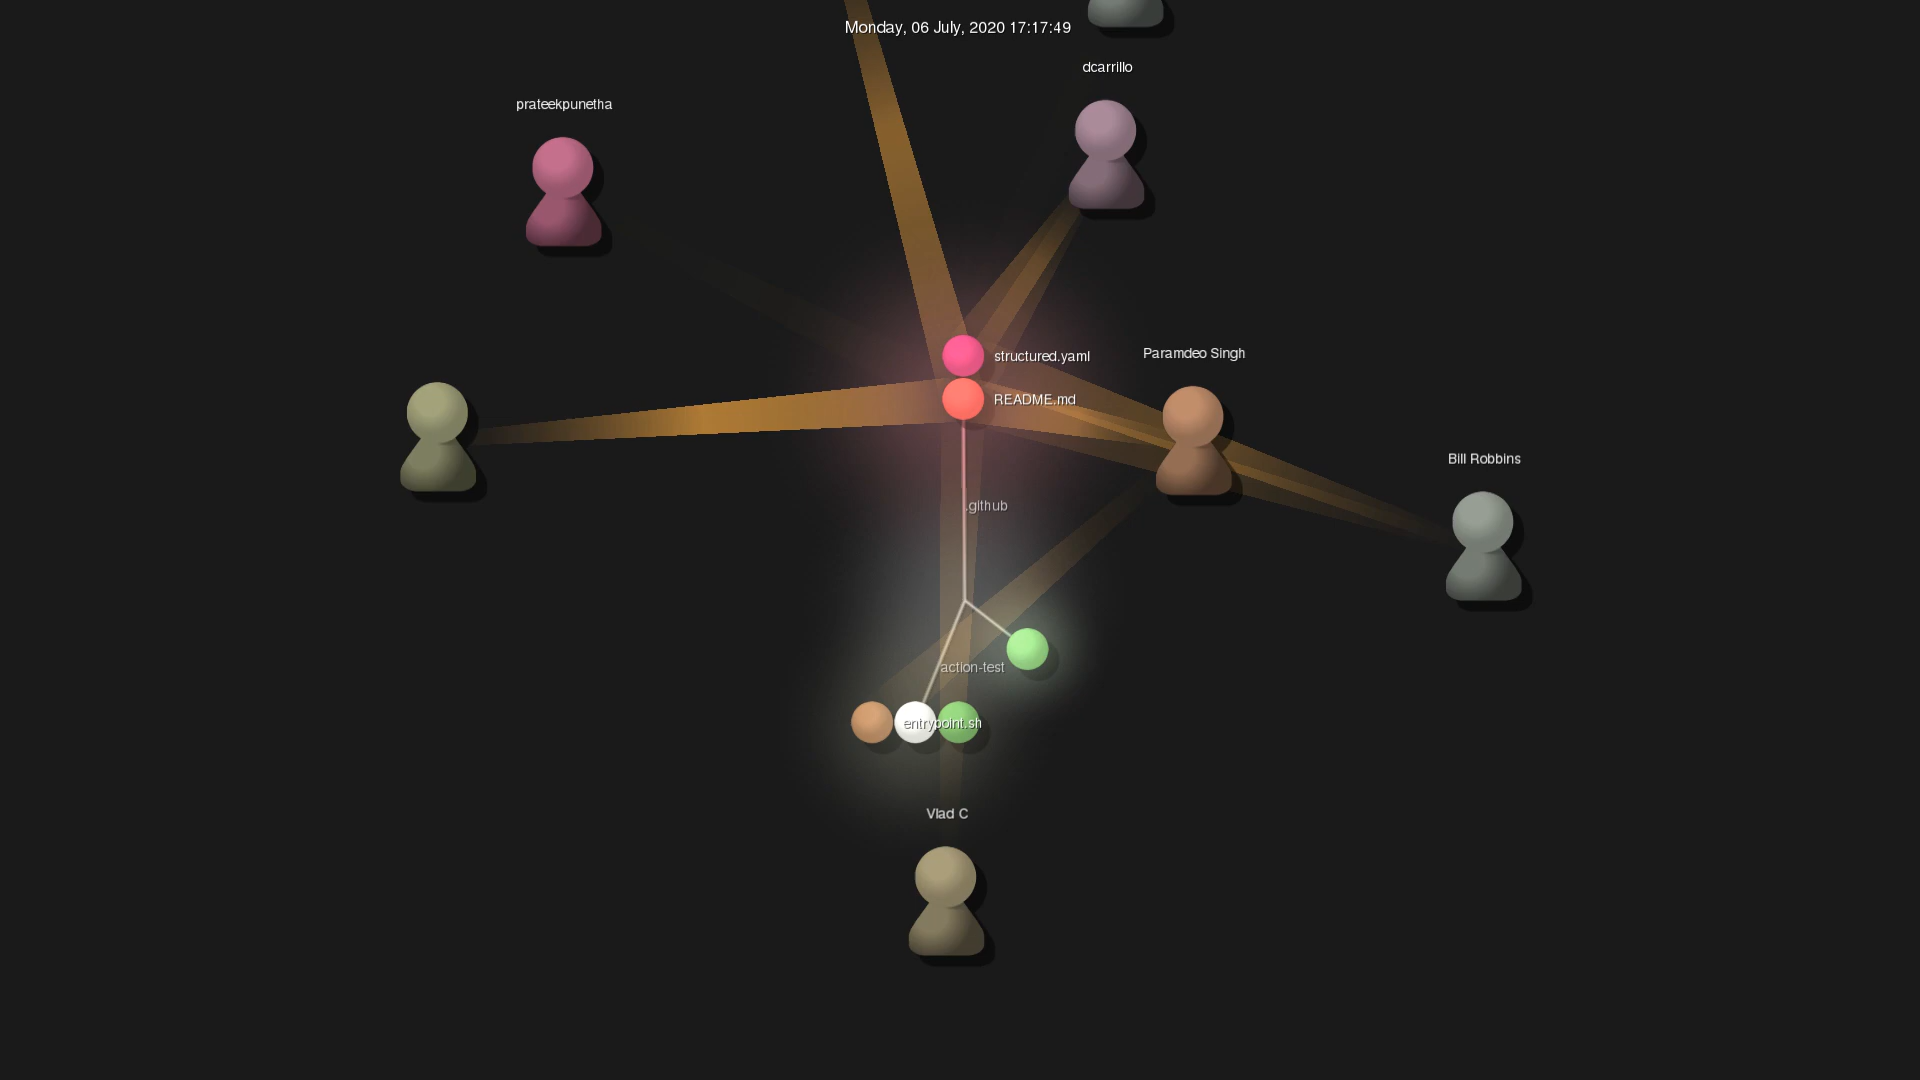 Monday, 06 July, 2020 17:17:49
dcarrillo
prateekpunetha
structured.yaml
Paramdeo Singh
README.md
Bill Robbins
.github
action-test
entrypoint.sh
Vlad C